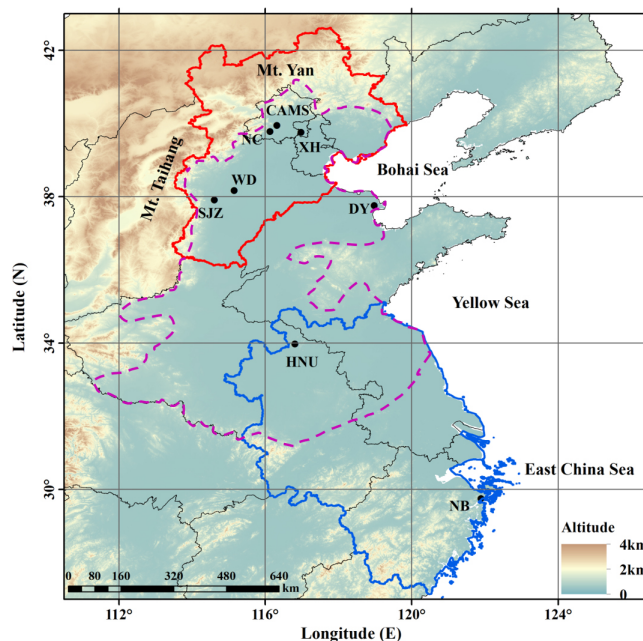 42°
Mt. Yan
CAMS
NC
XH
Mt. Taihang
Bohai Sea
WD
38°
SJZ
DY
Latitude (N)
Yellow Sea
34°
HNU
East China Sea
30°
NB
Altitude
4km
2km
0
0 80 160 320 480 640
km
112° 116° 120° 124°
Longitude (E)